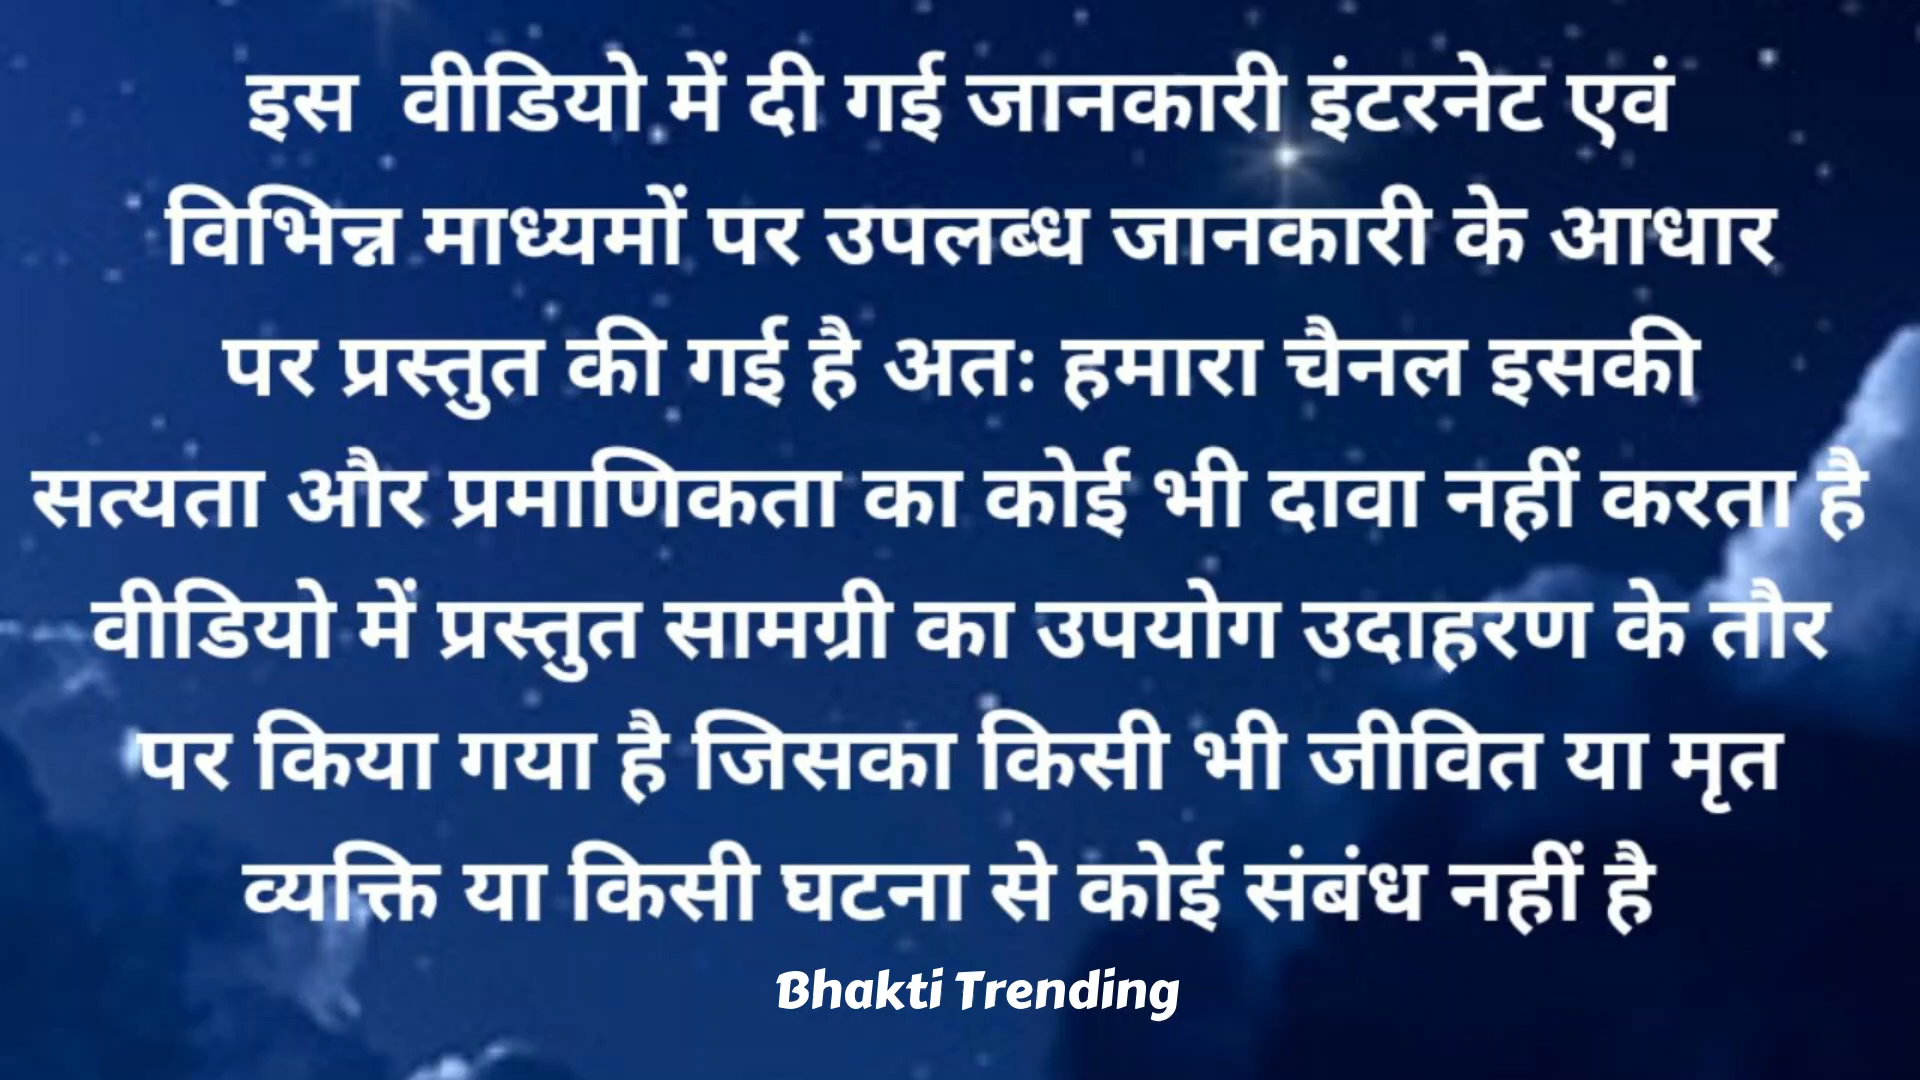 इस वीडियो में दी गई जानकारी इंटरनेट एवं
विभिन्न माध्यमों पर उपलब्ध जानकारी के आधार
पर प्रस्तुत की गई है अतः हमारा चैनल इसकी
सत्यता और प्रमाणिकता का कोई भी दावा नहीं करता है
वीडियो में प्रस्तुत सामग्री का उपयोग उदाहरण के तौर
पर किया गया है जिसका किसी भी जीवित या मृत
व्यक्ति या किसी घटना से कोई संबंध नहीं है
Bhakti Trending